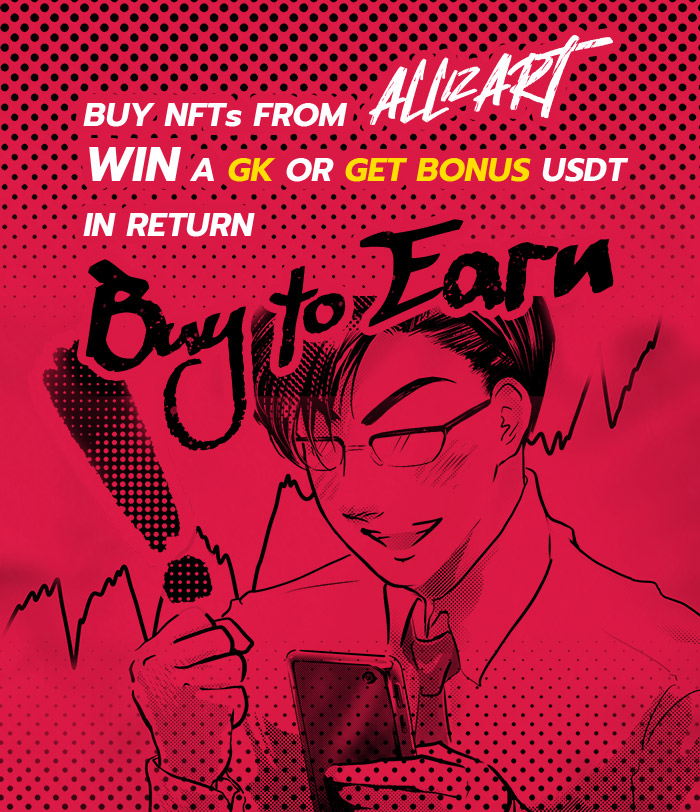 BUY NFTs FROM ALLIZART
WIN A GK OR GET BONUS USDT
IN RETURN
Buy to Earn
!